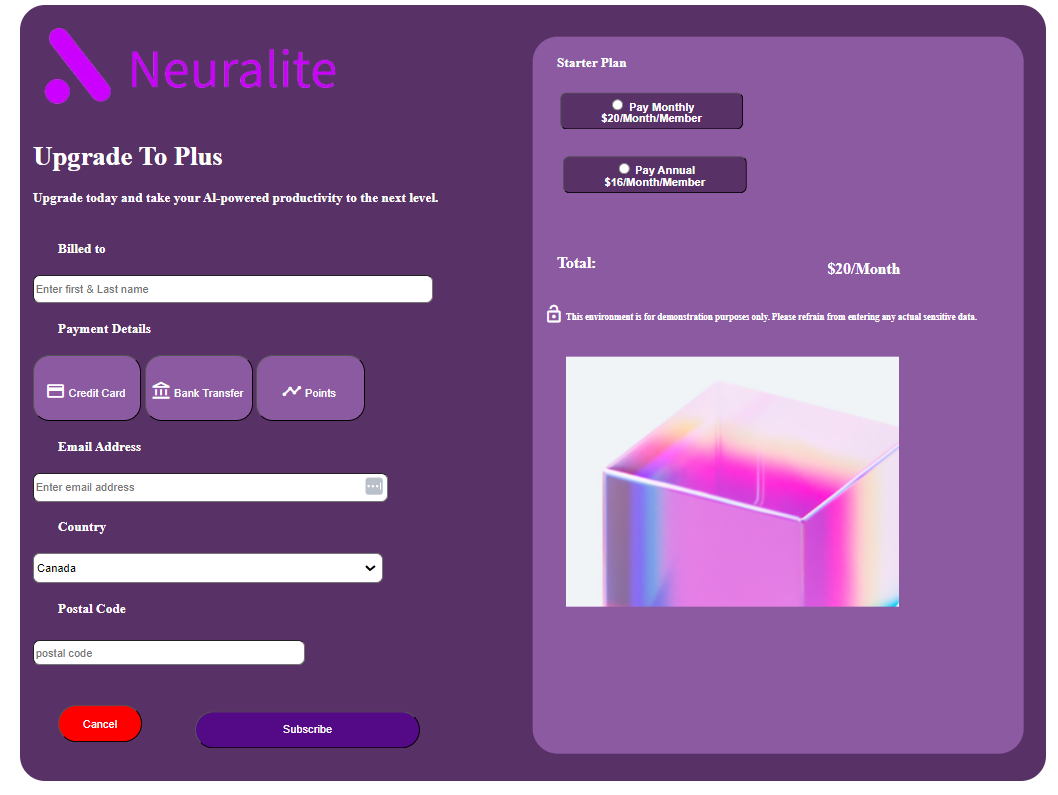 Neuralite
Upgrade To Plus
Upgrade today and take your AI-powered productivity to the next level.
Billed to
Enter first & Last name
Payment Details
Credit Card
Bank Transfer
Points
Email Address
Enter email address
Country
Canada
Postal Code
postal code
Cancel
Subscribe
Starter Plan
Pay Monthly
$20/Month/Member
Pay Annual
$16/Month/Member
Total:
$20/Month
This environment is for demonstration purposes only. Please refrain from entering any actual sensitive data.